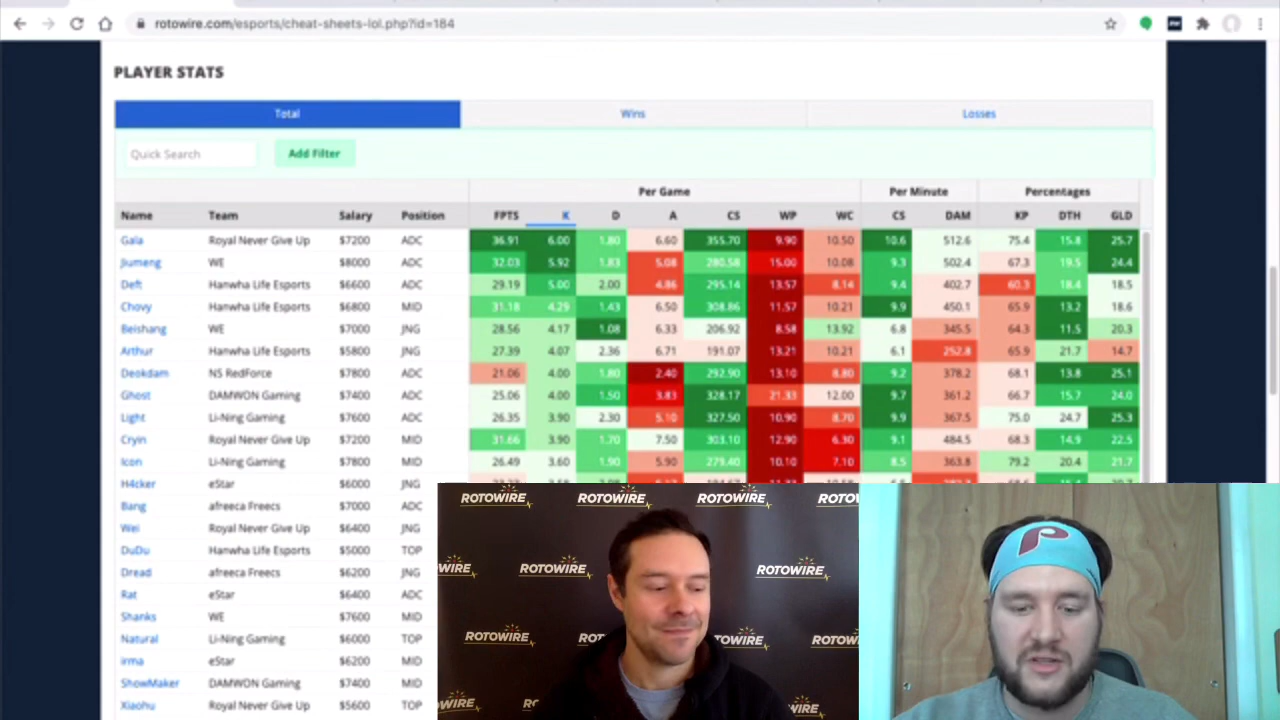 rotowire.com/esports/cheat-sheets-lol.php?id=184
PLAYER STATS
Total Wins Losses
Quick Search Add Filter
Per Game Per Minute Percentages
Name Team Salary Position FPTS K D A CS WP WC CS DAM KP DTH GLD
Gala Royal Never Give Up $7200 ADC 36.91 6.00 1.80 6.60 355.70 9.90 10.50 10.6 512.6 75.4 15.8 25.7
Jiumeng WE $8000 ADC 32.03 5.92 1.83 5.08 280.58 15.00 10.08 9.3 502.4 67.3 19.5 24.4
Deft Hanwha Life Esports $6600 ADC 29.19 5.00 2.00 4.86 295.14 13.57 8.14 9.4 402.7 60.3 18.4 18.5
Chovy Hanwha Life Esports $6800 MID 31.18 4.29 1.43 6.50 308.86 11.57 10.21 9.9 450.1 65.9 13.2 18.6
Beishang WE $7000 JNG 28.56 4.17 1.08 6.33 206.92 8.58 13.92 6.8 345.5 64.3 11.5 20.3
Arthur Hanwha Life Esports $5800 JNG 27.39 4.07 2.36 6.71 191.07 13.21 10.21 6.1 252.8 65.9 21.7 14.7
Deokdam NS RedForce $7800 ADC 21.06 4.00 1.80 2.40 292.90 13.10 8.80 9.2 378.2 68.1 13.8 25.1
Ghost DAMWON Gaming $7400 ADC 25.06 4.00 1.50 3.83 328.17 21.33 12.00 9.7 361.2 66.7 15.7 24.0
Light Li-Ning Gaming $7600 ADC 26.35 3.90 2.30 5.10 327.50 10.90 8.70 9.9 367.5 75.0 24.7 25.3
Cryin Royal Never Give Up $7200 MID 31.66 3.90 1.70 7.50 303.10 12.90 6.30 9.1 484.5 68.3 14.9 22.5
Icon Li-Ning Gaming $7800 MID 26.49 3.60 1.90 5.90 279.40 10.10 7.10 8.5 363.8 79.2 20.4 21.7
H4cker eStar $6000 JNG
Bang afreeca Freecs $7000 ADC
Wei Royal Never Give Up $6400 JNG
DuDu Hanwha Life Esports $5000 TOP
Dread afreeca Freecs $6200 JNG
Rat eStar $6400 ADC
Shanks WE $7600 MID
Natural Li-Ning Gaming $6000 TOP
irma eStar $6200 MID
ShowMaker DAMWON Gaming $7400 MID
Xiaohu Royal Never Give Up $5600 TOP
ROTOWIRE ROTOWIRE ROTOWIRE ROTOW
WIRE ROTOWIRE ROTOWIRE
ROTOWIRE RO TOWIRE ROTOW
ROTOWIRE RO WIRE
P